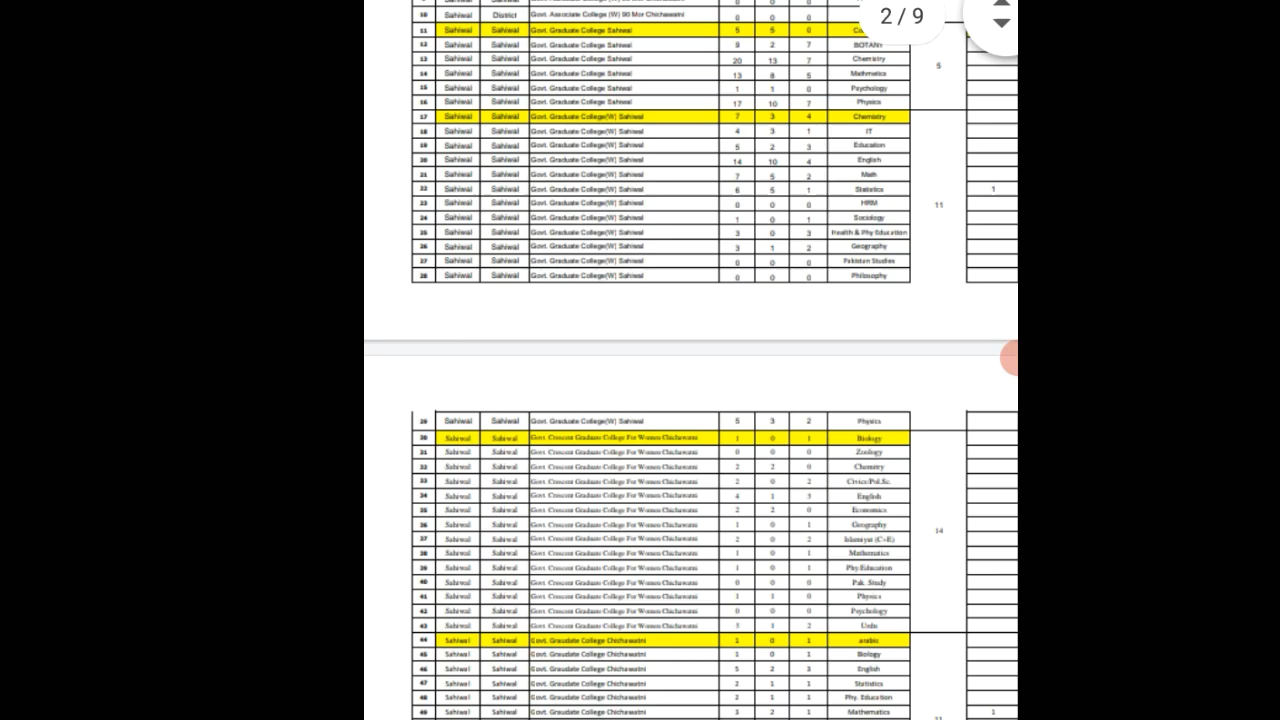 2 / 9
10 Sahiwal District Govt. Associate College (W) 90 Mor Chichawatni 0 0 0
11 Sahiwal Sahiwal Govt. Graduate College Sahiwal 5 5 0
12 Sahiwal Sahiwal Govt. Graduate College Sahiwal 9 2 7 BOTANY
13 Sahiwal Sahiwal Govt. Graduate College Sahiwal 20 13 7 Chemistry 5
14 Sahiwal Sahiwal Govt. Graduate College Sahiwal 13 8 5 Mathmetics
15 Sahiwal Sahiwal Govt. Graduate College Sahiwal 1 1 0 Psychology
16 Sahiwal Sahiwal Govt. Graduate College Sahiwal 17 10 7 Physics
17 Sahiwal Sahiwal Govt. Graduate College(W) Sahiwal 7 3 4 Chemistry
18 Sahiwal Sahiwal Govt. Graduate College(W) Sahiwal 4 3 1 IT
19 Sahiwal Sahiwal Govt. Graduate College(W) Sahiwal 5 2 3 Education
20 Sahiwal Sahiwal Govt. Graduate College(W) Sahiwal 14 10 4 English
21 Sahiwal Sahiwal Govt. Graduate College(W) Sahiwal 7 5 2 Math
22 Sahiwal Sahiwal Govt. Graduate College(W) Sahiwal 6 5 1 Statistics 1
23 Sahiwal Sahiwal Govt. Graduate College(W) Sahiwal 0 0 0 HRM 11
24 Sahiwal Sahiwal Govt. Graduate College(W) Sahiwal 1 0 1 Sociology
25 Sahiwal Sahiwal Govt. Graduate College(W) Sahiwal 3 0 3 Health & Phy Education
26 Sahiwal Sahiwal Govt. Graduate College(W) Sahiwal 3 1 2 Geography
27 Sahiwal Sahiwal Govt. Graduate College(W) Sahiwal 0 0 0 Pakistan Studies
28 Sahiwal Sahiwal Govt. Graduate College(W) Sahiwal 0 0 0 Philosophy
29 Sahiwal Sahiwal Govt. Graduate College(W) Sahiwal 5 3 2 Physics
30 Sahiwal Sahiwal Govt. Crescent Graduate College For Women Chichawatni 1 0 1 Biology
31 Sahiwal Sahiwal Govt. Crescent Graduate College For Women Chichawatni 0 0 0 Zoology
32 Sahiwal Sahiwal Govt. Crescent Graduate College For Women Chichawatni 2 2 0 Chemistry
33 Sahiwal Sahiwal Govt. Crescent Graduate College For Women Chichawatni 2 0 2 Civics/Pol.Sc.
34 Sahiwal Sahiwal Govt. Crescent Graduate College For Women Chichawatni 4 1 3 English
35 Sahiwal Sahiwal Govt. Crescent Graduate College For Women Chichawatni 2 2 0 Economics
36 Sahiwal Sahiwal Govt. Crescent Graduate College For Women Chichawatni 1 0 1 Geography 14
37 Sahiwal Sahiwal Govt. Crescent Graduate College For Women Chichawatni 2 0 2 Islamiyat (C+E)
38 Sahiwal Sahiwal Govt. Crescent Graduate College For Women Chichawatni 1 0 1 Mathematics
39 Sahiwal Sahiwal Govt. Crescent Graduate College For Women Chichawatni 1 0 1 Phy.Education
40 Sahiwal Sahiwal Govt. Crescent Graduate College For Women Chichawatni 0 0 0 Pak. Study
41 Sahiwal Sahiwal Govt. Crescent Graduate College For Women Chichawatni 1 1 0 Physics
42 Sahiwal Sahiwal Govt. Crescent Graduate College For Women Chichawatni 0 0 0 Psychology
43 Sahiwal Sahiwal Govt. Crescent Graduate College For Women Chichawatni 3 1 2 Urdu
44 Sahiwal Sahiwal Govt. Graudate College Chichawatni 1 0 1 arabic
45 Sahiwal Sahiwal Govt. Graudate College Chichawatni 1 0 1 Biology
46 Sahiwal Sahiwal Govt. Graudate College Chichawatni 5 2 3 English
47 Sahiwal Sahiwal Govt. Graudate College Chichawatni 2 1 1 Statistics
48 Sahiwal Sahiwal Govt. Graudate College Chichawatni 2 1 1 Phy. Education
49 Sahiwal Sahiwal Govt. Graudate College Chichawatni 3 2 1 Mathematics 1